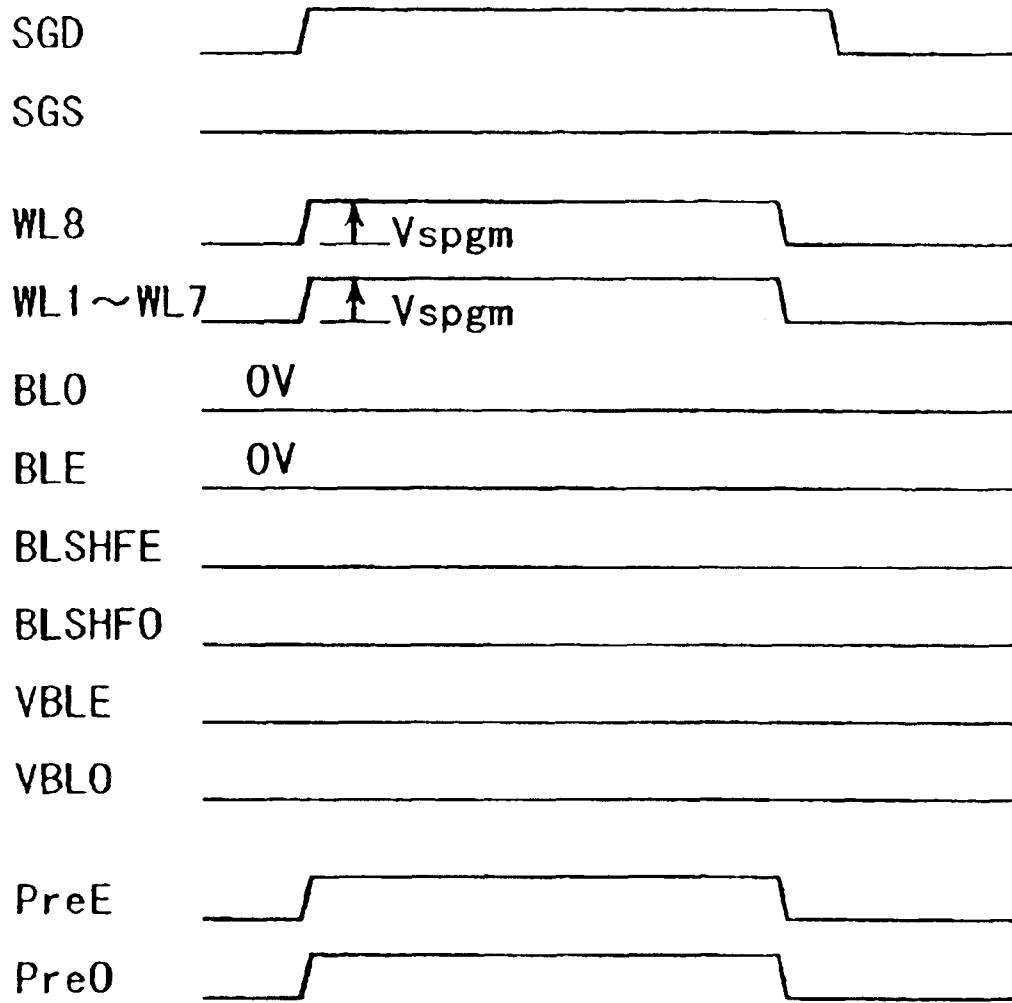 SGD
SGS
WL8
Vspgm
WL1～WL7
Vspgm
BLO 0V
BLE 0V
BLSHFE
BLSHFO
VBLE
VBLO
PreE
PreO